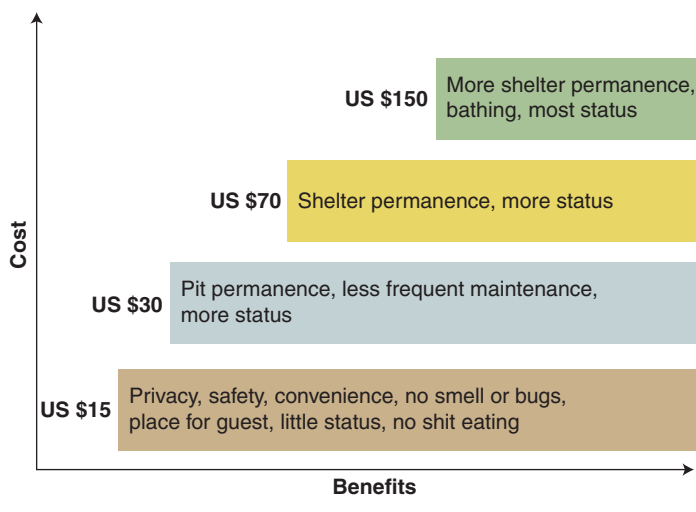 US $150
More shelter permanence,
bathing, most status
US $70
Shelter permanence, more status
US $30
Pit permanence, less frequent maintenance,
more status
US $15
Privacy, safety, convenience, no smell or bugs,
place for guest, little status, no shit eating
Cost
Benefits